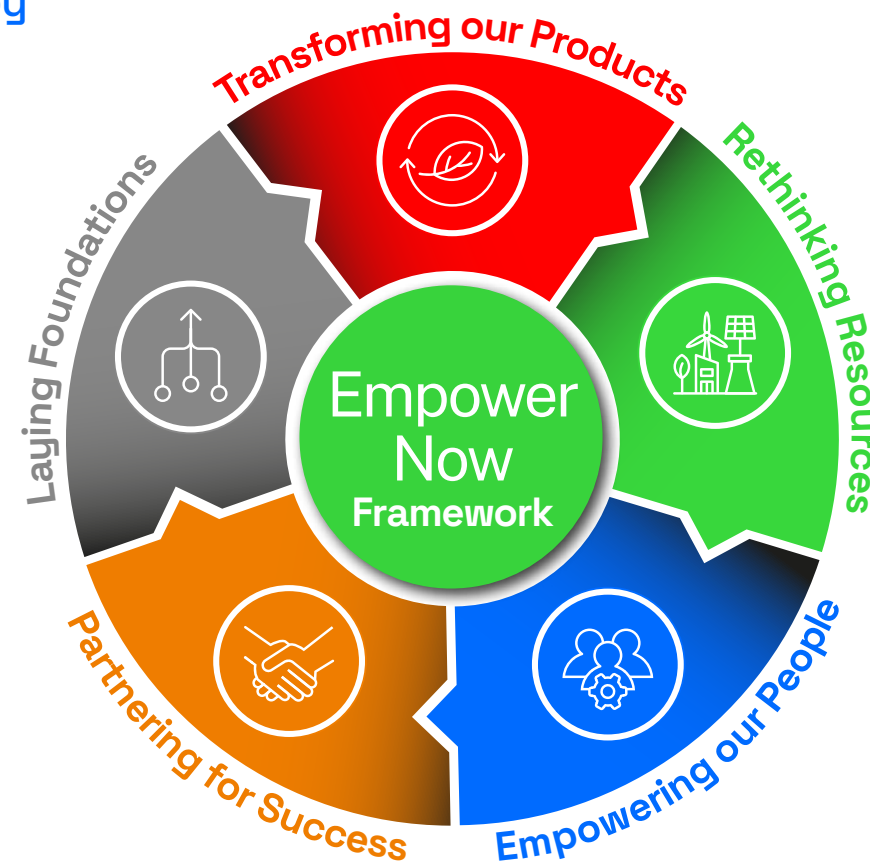 Transforming our Products
Rethinking Resources
Empowering our People
Partnering for Success
Laying Foundations
Empower
Now
Framework